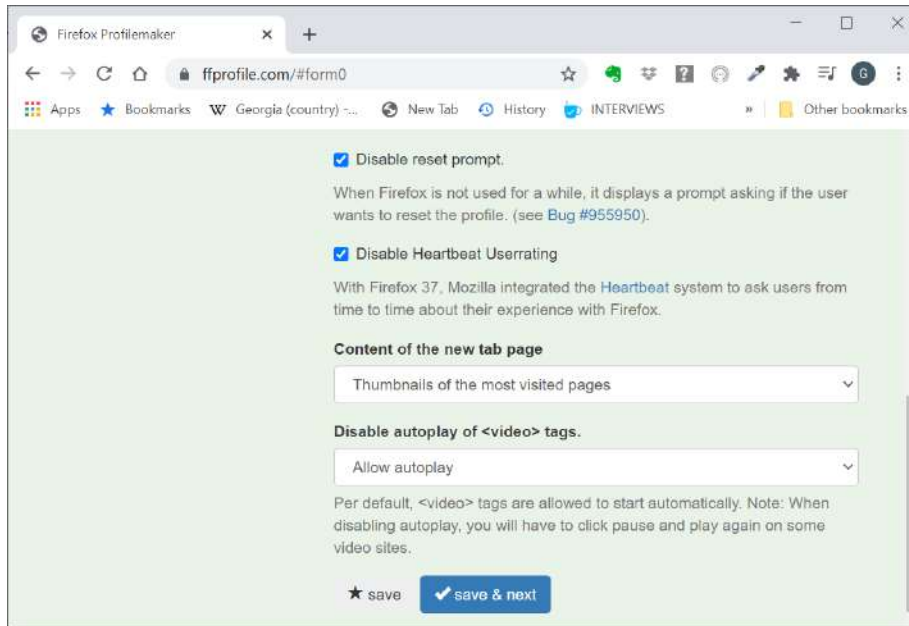 Firefox Profilemaker
ffprofile.com/#form0
G
Apps Bookmarks W Georgia (country) -... New Tab History INTERVIEWS » Other bookmarks
Disable reset prompt.
When Firefox is not used for a while, it displays a prompt asking if the user
wants to reset the profile. (see Bug #955950).
Disable Heartbeat Userrating
With Firefox 37, Mozilla integrated the Heartbeat system to ask users from
time to time about their experience with Firefox.
Content of the new tab page
Thumbnails of the most visited pages
Disable autoplay of <video> tags.
Allow autoplay
Per default, <video> tags are allowed to start automatically. Note: When
disabling autoplay, you will have to click pause and play again on some
video sites.
★ save ✔ save & next